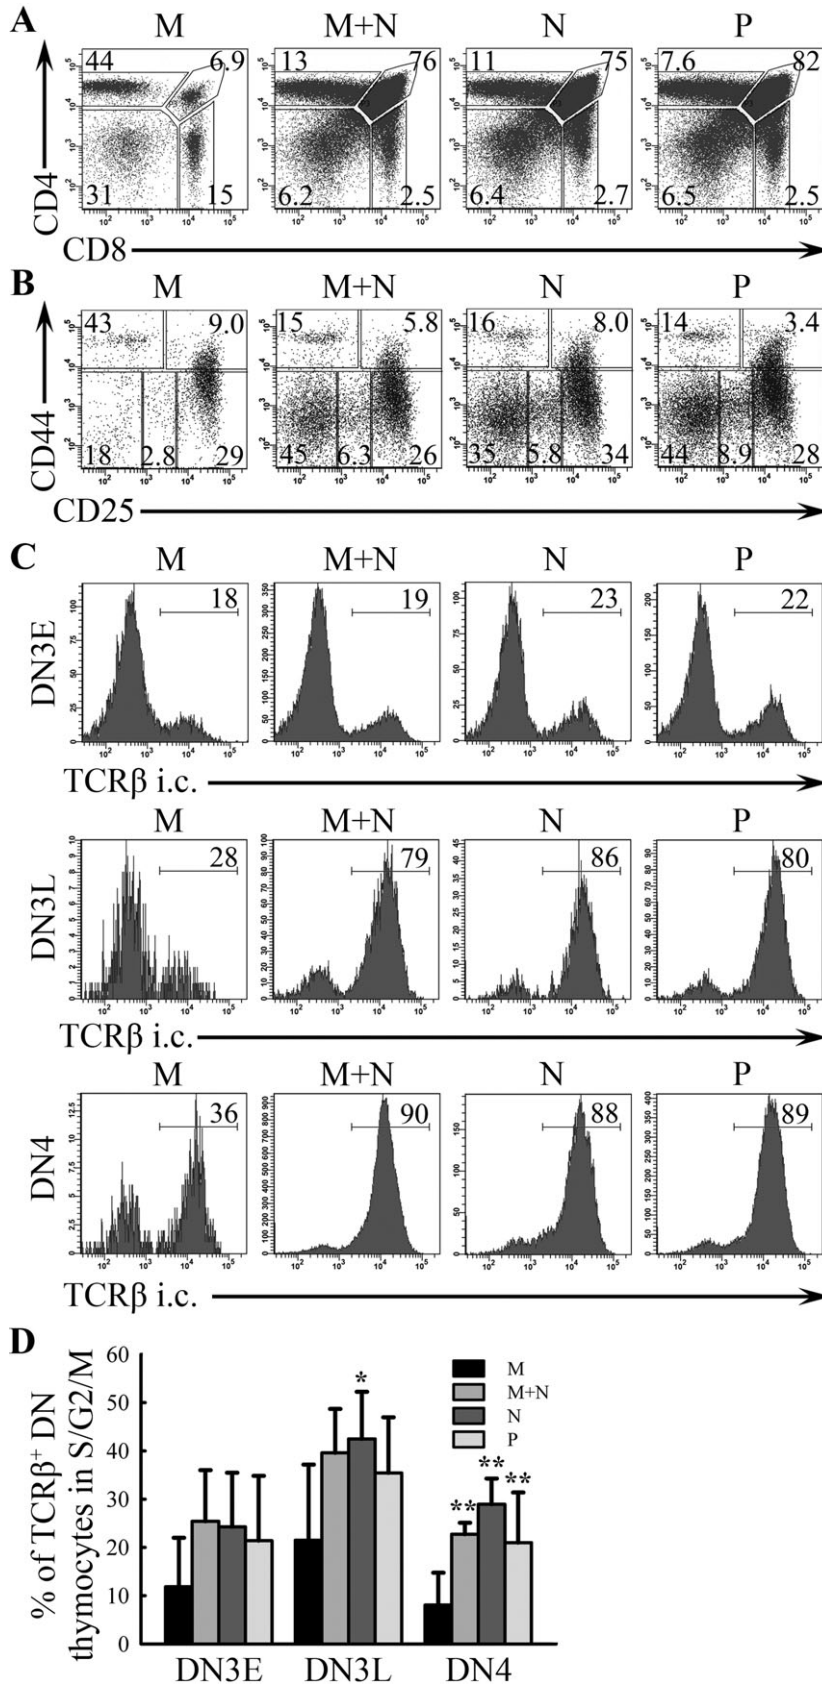 A
M M+N N P
44 6.9 13 76 11 75 7.6 82
31 15 6.2 2.5 6.4 2.7 6.5 2.5
CD4
CD8
B
M M+N N P
43 9.0 15 5.8 16 8.0 14 3.4
18 2.8 29 45 6.3 26 35 5.8 34 44 8.9 28
CD44
CD25
C
M M+N N P
18 19 23 22
DN3E
TCRβ i.c.
M M+N N P
28 79 86 80
DN3L
TCRβ i.c.
M M+N N P
36 90 88 89
DN4
TCRβ i.c.
D
% of TCRβ⁺ DN
thymocytes in S/G2/M
60
50
40
30
20
10
0
M
M+N
N
P
*
** ** **
DN3E DN3L DN4